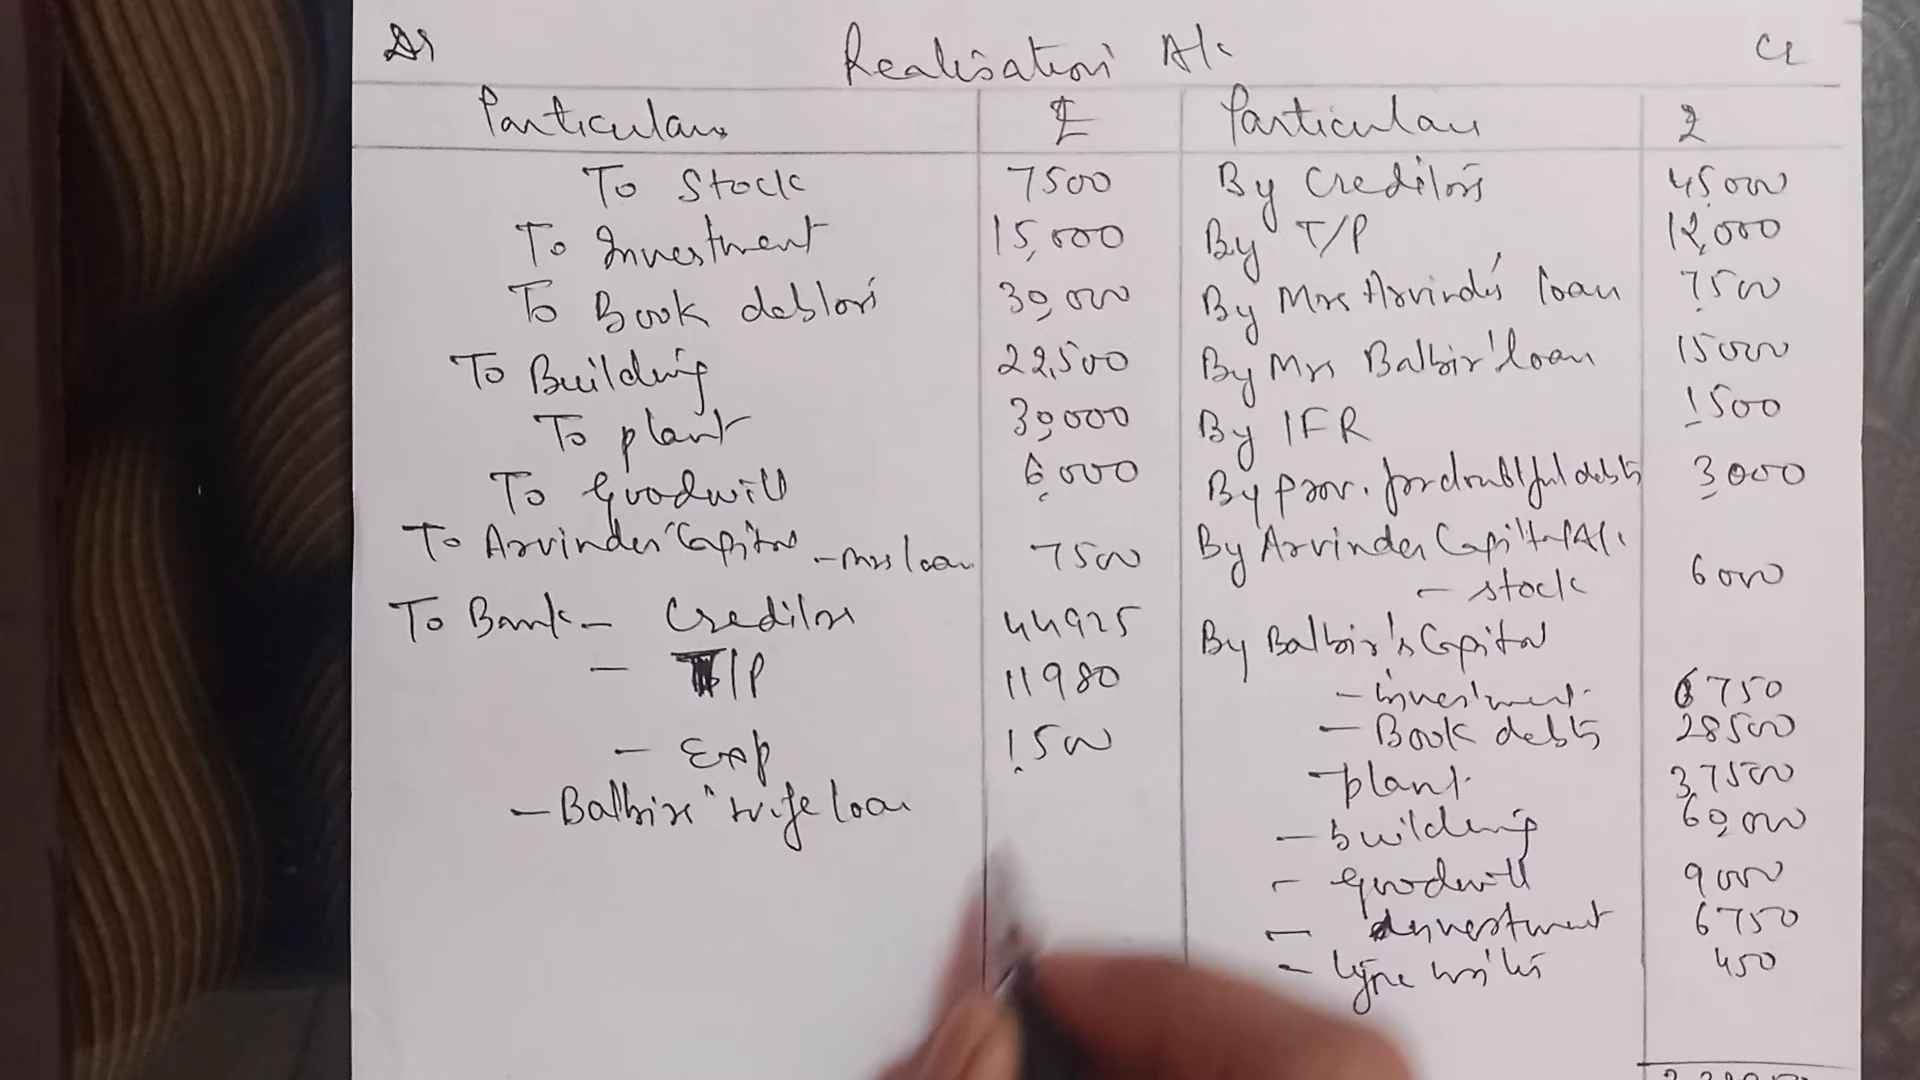 Dr Realisation A/c Cr
Particulars ₹ Particulars ₹
To Stock 7500 By Creditors 45000
To Investment 15,000 By T/P 12,000
To Book debtors 30,000 By Mrs Arvinder's loan 7500
To Building 22,500 By Mrs Balbir' loan 15000
To plant 30,000 By IFR 1500
To Goodwill 6,000 By prov. for doubtful debts 3000
To Arvinder Capital - Mrs loan 7500 By Arvinder Capital A/c
- stock 6000
To Bank - Creditors 44925 By Balbir's Capital
- T/P 11980 - investment 6750
- Exp 1500 - Book debts 28500
- plant 37500
- Balbir's wife loan - building 60,000
- Goodwill 9000
- Investment 6750
- type writer 450